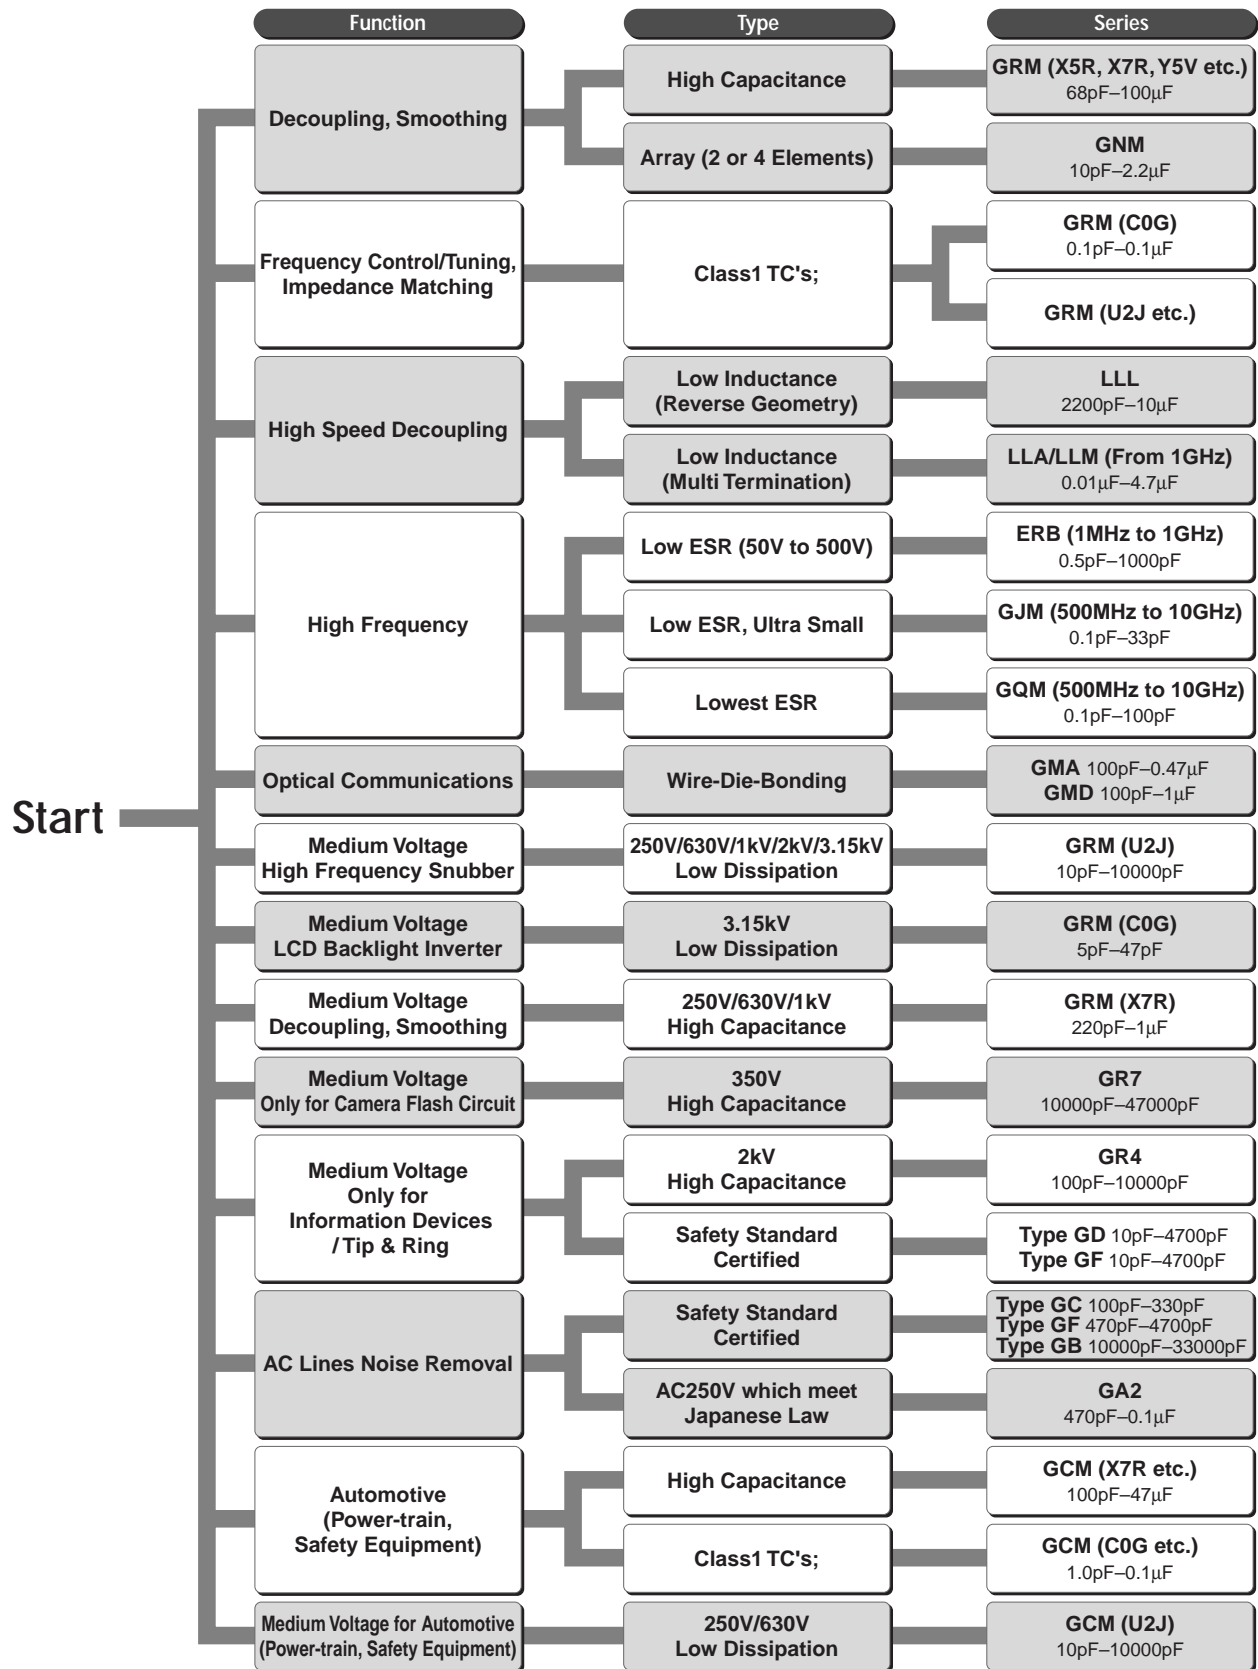 Function Type Series
Decoupling, Smoothing
High Capacitance
GRM (X5R, X7R, Y5V etc.)
68pF–100µF
Array (2 or 4 Elements)
GNM
10pF–2.2µF
Frequency Control/Tuning,
Impedance Matching
Class1 TC's;
GRM (C0G)
0.1pF–0.1µF
GRM (U2J etc.)
High Speed Decoupling
Low Inductance
(Reverse Geometry)
LLL
2200pF–10µF
Low Inductance
(Multi Termination)
LLA/LLM (From 1GHz)
0.01µF–4.7µF
High Frequency
Low ESR (50V to 500V)
ERB (1MHz to 1GHz)
0.5pF–1000pF
Low ESR, Ultra Small
GJM (500MHz to 10GHz)
0.1pF–33pF
Lowest ESR
GQM (500MHz to 10GHz)
0.1pF–100pF
Start
Optical Communications
Wire-Die-Bonding
GMA 100pF–0.47µF
GMD 100pF–1µF
Medium Voltage
High Frequency Snubber
250V/630V/1kV/2kV/3.15kV
Low Dissipation
GRM (U2J)
10pF–10000pF
Medium Voltage
LCD Backlight Inverter
3.15kV
Low Dissipation
GRM (C0G)
5pF–47pF
Medium Voltage
Decoupling, Smoothing
250V/630V/1kV
High Capacitance
GRM (X7R)
220pF–1µF
Medium Voltage
Only for Camera Flash Circuit
350V
High Capacitance
GR7
10000pF–47000pF
Medium Voltage
Only for
Information Devices
/ Tip & Ring
2kV
High Capacitance
GR4
100pF–10000pF
Safety Standard
Certified
Type GD 10pF–4700pF
Type GF 10pF–4700pF
AC Lines Noise Removal
Safety Standard
Certified
Type GC 100pF–330pF
Type GF 470pF–4700pF
Type GB 10000pF–33000pF
AC250V which meet
Japanese Law
GA2
470pF–0.1µF
Automotive
(Power-train,
Safety Equipment)
High Capacitance
GCM (X7R etc.)
100pF–47µF
Class1 TC's;
GCM (C0G etc.)
1.0pF–0.1µF
Medium Voltage for Automotive
(Power-train, Safety Equipment)
250V/630V
Low Dissipation
GCM (U2J)
10pF–10000pF